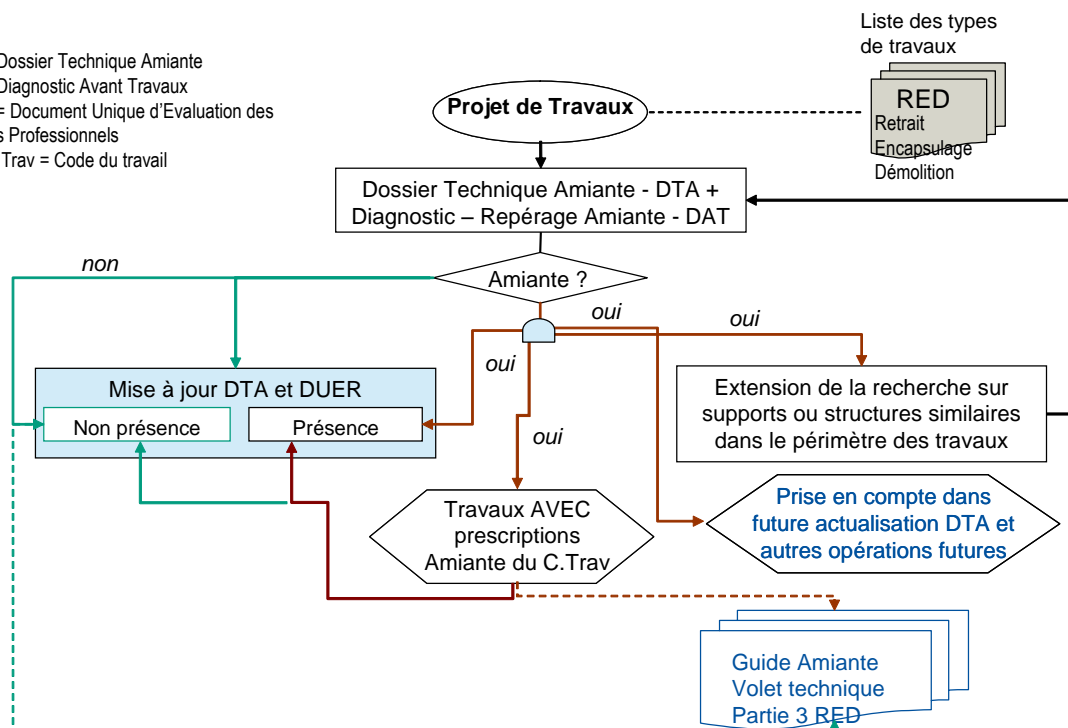 Dossier Technique Amiante
Diagnostic Avant Travaux
= Document Unique d'Evaluation des
s Professionnels
Trav = Code du travail
Liste des types
de travaux
RED
Retrait
Encapsulage
Démolition
Projet de Travaux
Dossier Technique Amiante - DTA +
Diagnostic – Repérage Amiante - DAT
non
Amiante ?
oui
oui
oui
oui
Mise à jour DTA et DUER
Non présence
Présence
Extension de la recherche sur
supports ou structures similaires
dans le périmètre des travaux
Travaux AVEC
prescriptions
Amiante du C.Trav
Prise en compte dans
future actualisation DTA et
autres opérations futures
Guide Amiante
Volet technique
Partie 3 RED